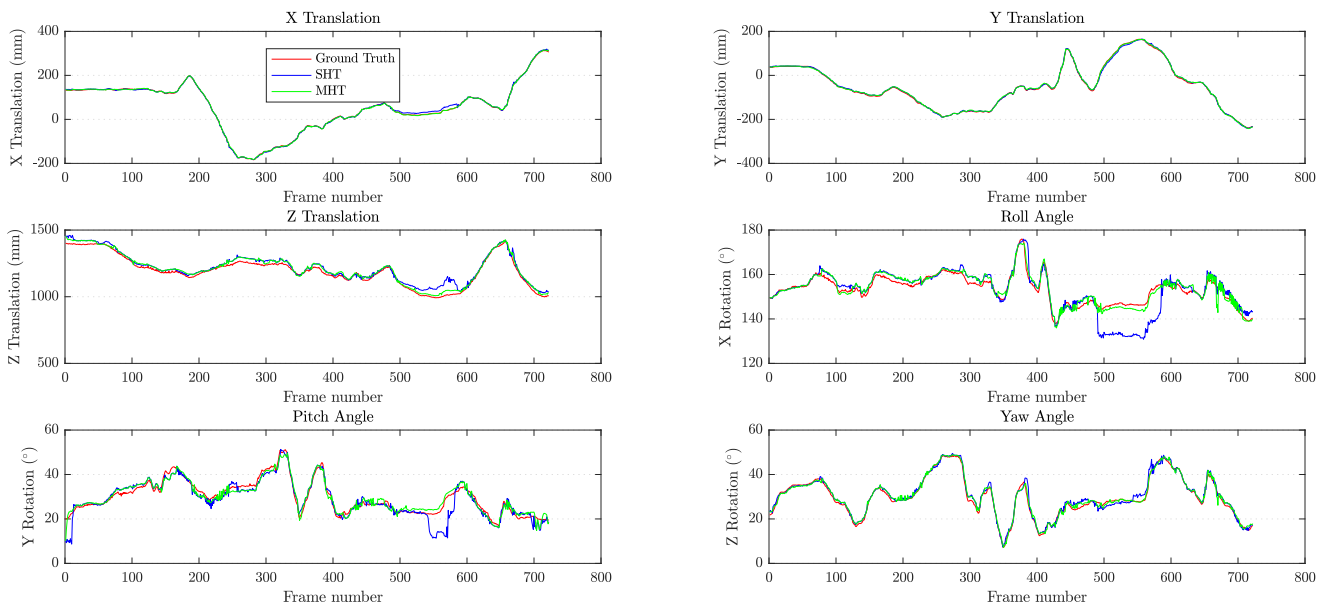 X Translation
X Translation (mm)
400
200
0
-200
0 100 200 300 400 500 600 700 800
Frame number
Ground Truth
SHT
MHT
Y Translation
Y Translation (mm)
200
0
-200
-400
0 100 200 300 400 500 600 700 800
Frame number
Z Translation
Z Translation (mm)
1500
1000
500
0 100 200 300 400 500 600 700 800
Frame number
Roll Angle
X Rotation (°)
180
160
140
120
0 100 200 300 400 500 600 700 800
Frame number
Pitch Angle
Y Rotation (°)
60
40
20
0
0 100 200 300 400 500 600 700 800
Frame number
Yaw Angle
Z Rotation (°)
60
40
20
0
0 100 200 300 400 500 600 700 800
Frame number